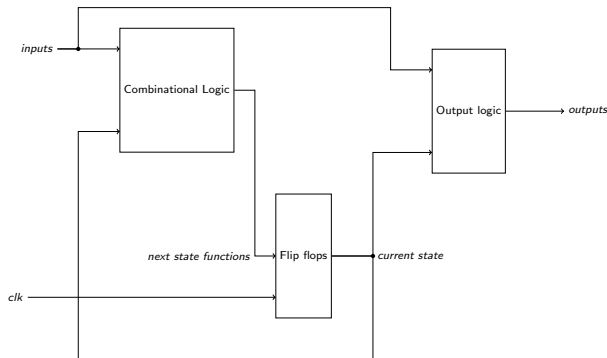 inputs
Combinational Logic
Output logic
outputs
next state functions
Flip flops
current state
clk